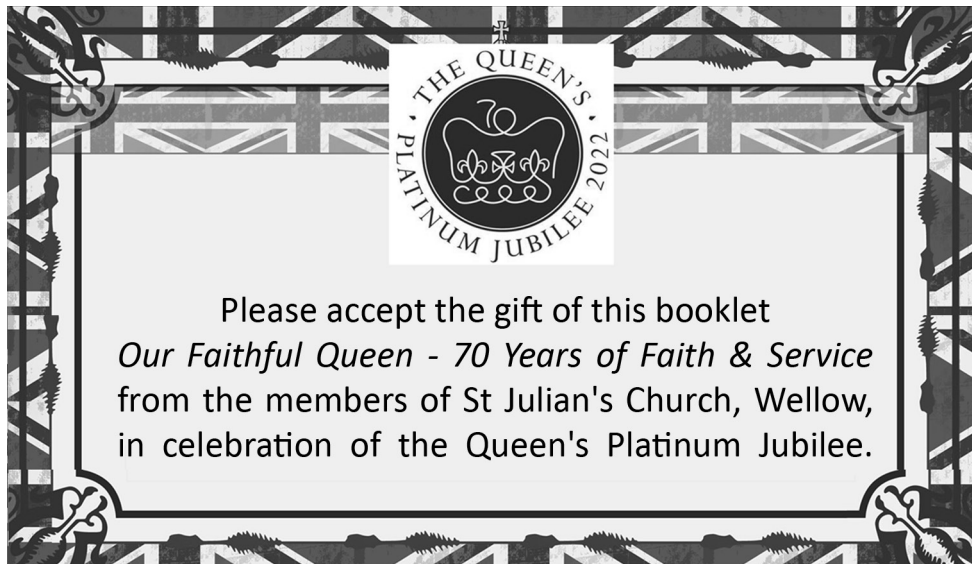 THE QUEEN'S
PLATINUM JUBILEE 2022
70
Please accept the gift of this booklet
Our Faithful Queen - 70 Years of Faith & Service
from the members of St Julian's Church, Wellow,
in celebration of the Queen's Platinum Jubilee.